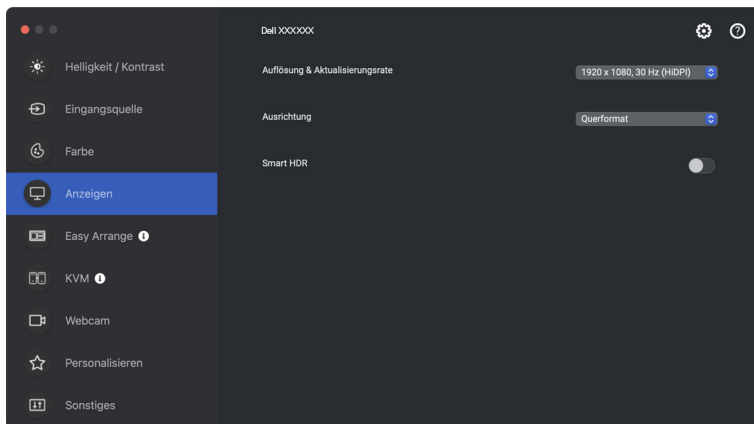 Dell XXXXXX
Helligkeit / Kontrast
Eingangsquelle
Farbe
Anzeigen
Easy Arrange
KVM
Webcam
Personalisieren
Sonstiges
Auflösung & Aktualisierungsrate
1920 x 1080, 30 Hz (HiDPI)
Ausrichtung
Querformat
Smart HDR